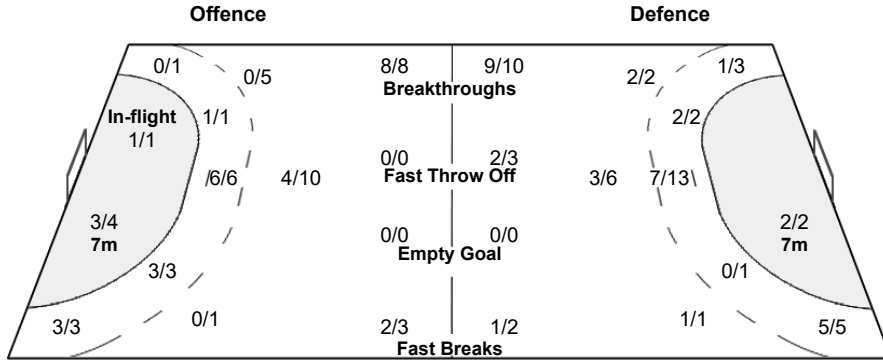 Offence Defence
0/1 0/5 8/8 9/10 2/2 1/3
Breakthroughs
In-flight 1/1 2/2
1/1
0/0 2/3
6/6 4/10 Fast Throw Off 3/6 7/13
3/4 2/2
7m 7m
0/0 0/0
Empty Goal
3/3 0/1
3/3 0/1 2/3 1/2 1/1 5/5
Fast Breaks